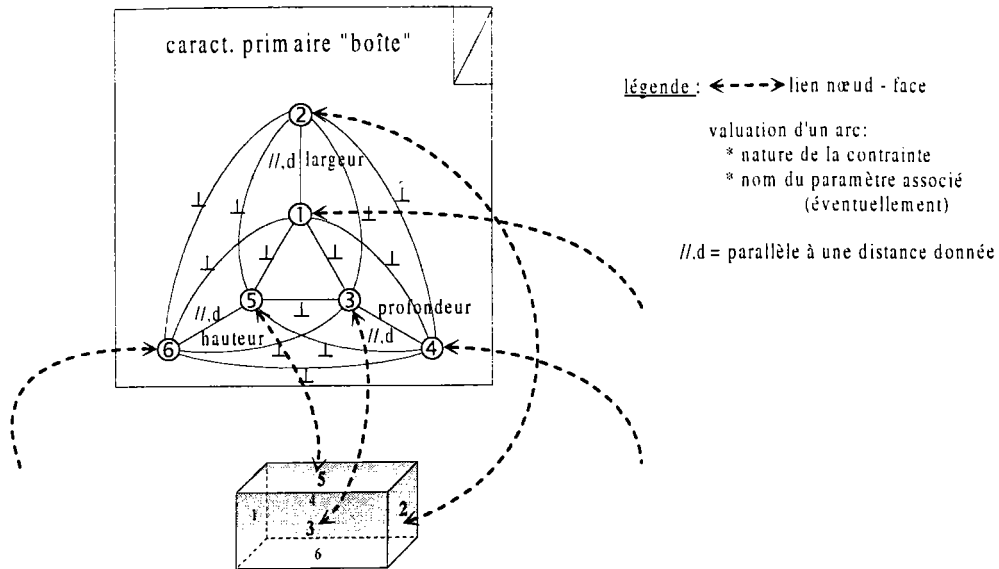 caract. primaire "boîte"
légende : lien nœud - face
valuation d'un arc:
* nature de la contrainte
* nom du paramètre associé
(éventuellement)
//.d = parallèle à une distance donnée
2
//,d largeur
⊥ ⊥ ⊥ ⊥
1
⊥ ⊥ ⊥ ⊥
5 ⊥ 3 profondeur
//,d //,d
6 hauteur ⊥ ⊥ 4
⊥
5
4
1 3 2
6